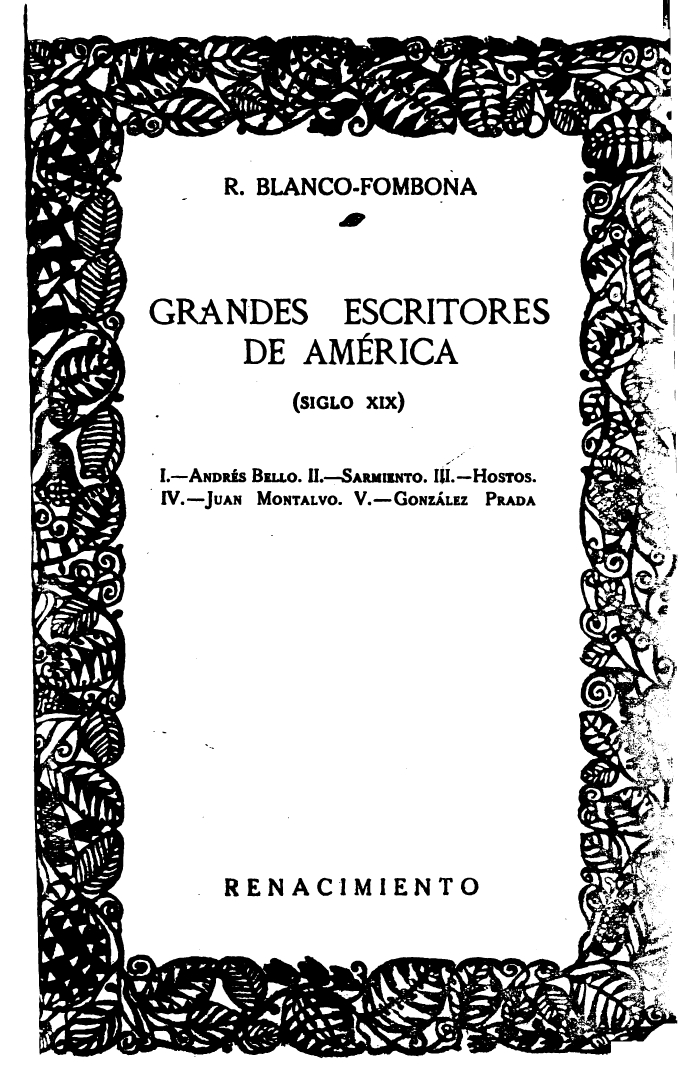 R. BLANCO-FOMBONA
GRANDES ESCRITORES
DE AMÉRICA
(SIGLO XIX)
I.—ANDRÉS BELLO. II.—SARMIENTO. III.—HOSTOS.
IV.—JUAN MONTALVO. V.—GONZÁLEZ PRADA
RENACIMIENTO